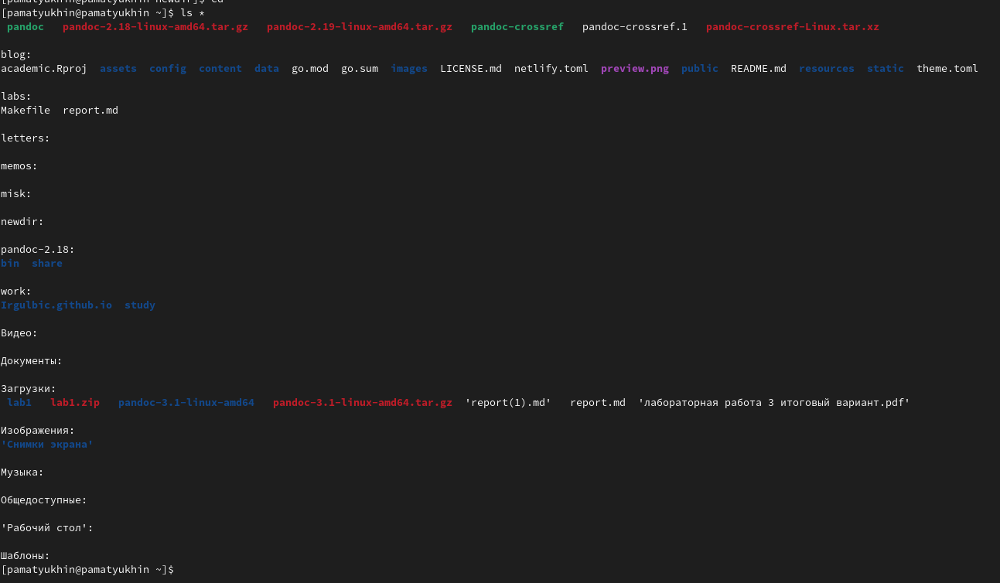 [pamatyukhin@pamatyukhin newdir]$ cd
[pamatyukhin@pamatyukhin ~]$ ls *
pandoc pandoc-2.18-linux-amd64.tar.gz pandoc-2.19-linux-amd64.tar.gz pandoc-crossref pandoc-crossref.1 pandoc-crossref-Linux.tar.xz
blog:
academic.Rproj assets config content data go.mod go.sum images LICENSE.md netlify.toml preview.png public README.md resources static theme.toml
labs:
Makefile report.md
letters:
memos:
misk:
newdir:
pandoc-2.18:
bin share
work:
Irgulbic.github.io study
Видео:
Документы:
Загрузки:
lab1 lab1.zip pandoc-3.1-linux-amd64 pandoc-3.1-linux-amd64.tar.gz 'report(1).md' report.md 'лабораторная работа 3 итоговый вариант.pdf'
Изображения:
'Снимки экрана'
Музыка:
Общедоступные:
'Рабочий стол':
Шаблоны:
[pamatyukhin@pamatyukhin ~]$